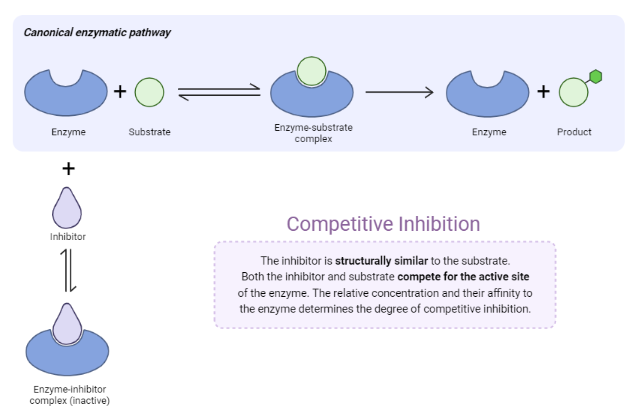 Canonical enzymatic pathway
+
+
Enzyme
Substrate
Enzyme-substrate
complex
Enzyme
Product
+
Inhibitor
Competitive Inhibition
The inhibitor is structurally similar to the substrate.
Both the inhibitor and substrate compete for the active site
of the enzyme. The relative concentration and their affinity to
the enzyme determines the degree of competitive inhibition.
Enzyme-inhibitor
complex (inactive)